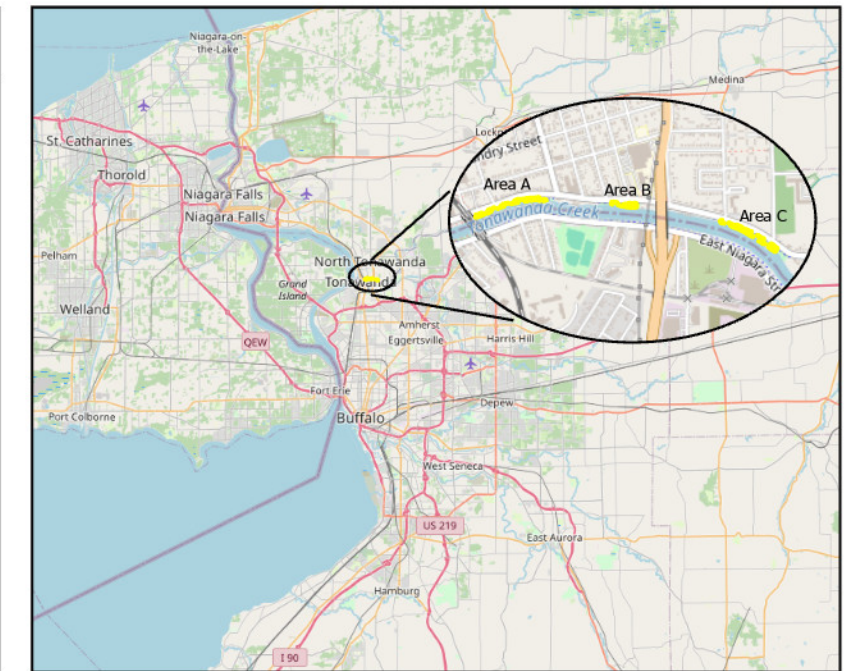 Niagara-on-
the-Lake
Medina
St. Catharines
Lockp
ndry Street
Thorold
Area A
Area B
Niagara Falls
Niagara Falls
Tonawanda Creek
Area C
Pelham
North Tonawanda
East Niagara Str
Grand
Island
Tonawanda
Welland
Amherst
Eggertsville
Harris Hill
QEW
Fort Erie
Depew
Port Colborne
Buffalo
West Seneca
US 219
East Aurora
Hamburg
I 90